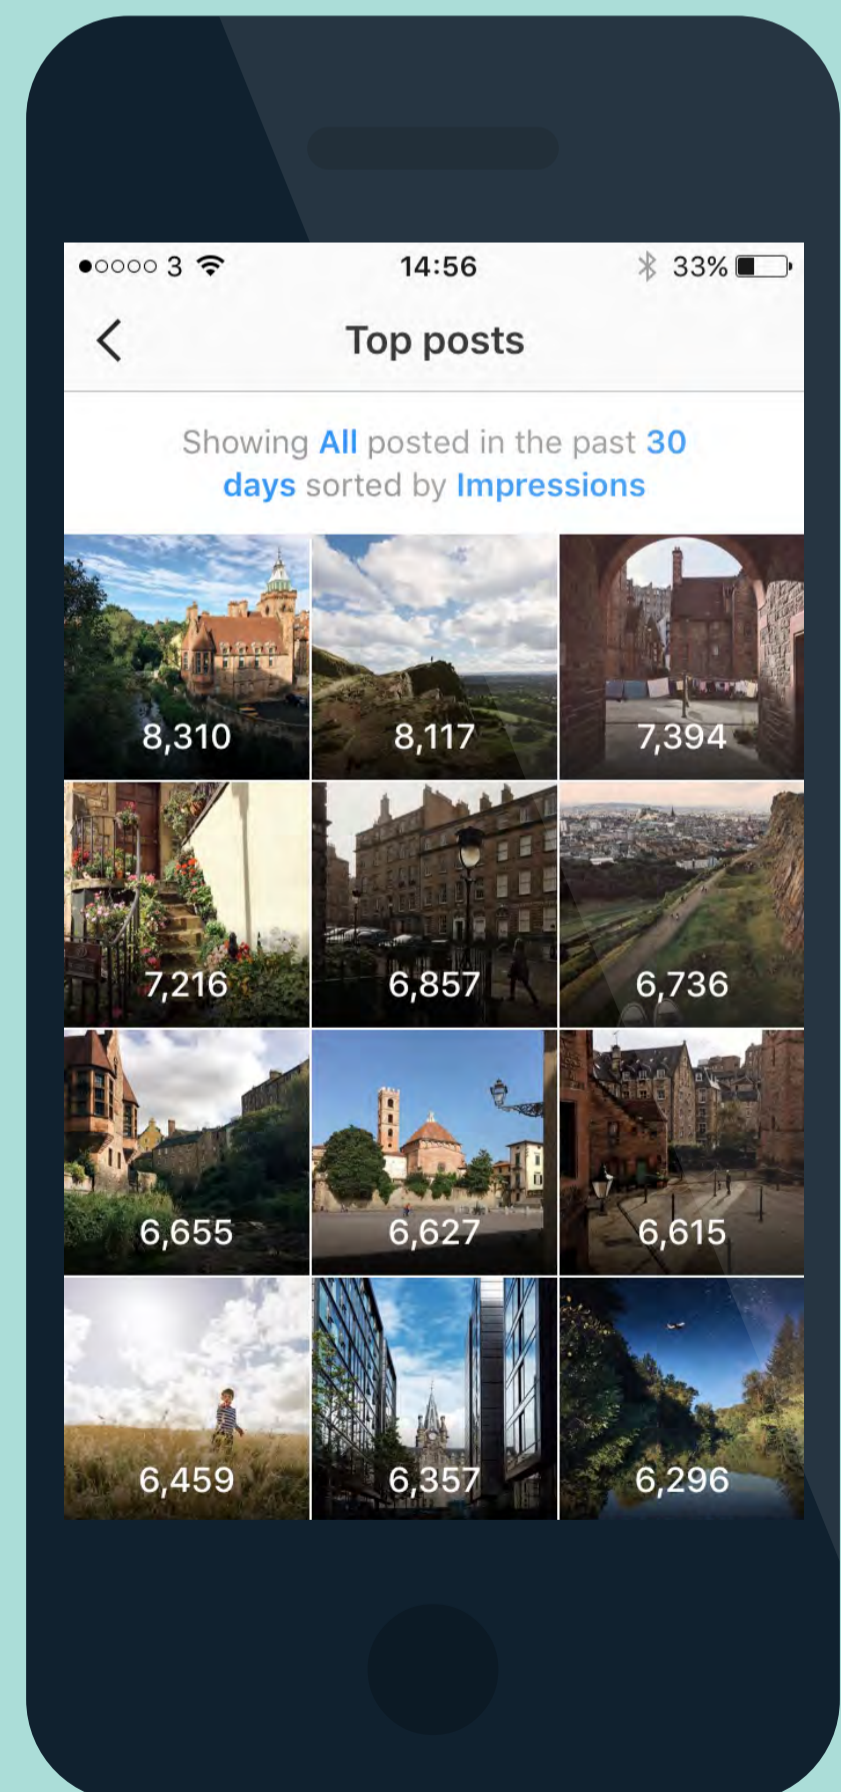 3 14:56 33%
Top posts
Showing All posted in the past 30
days sorted by Impressions
8,310 8,117 7,394
7,216 6,857 6,736
6,655 6,627 6,615
6,459 6,357 6,296